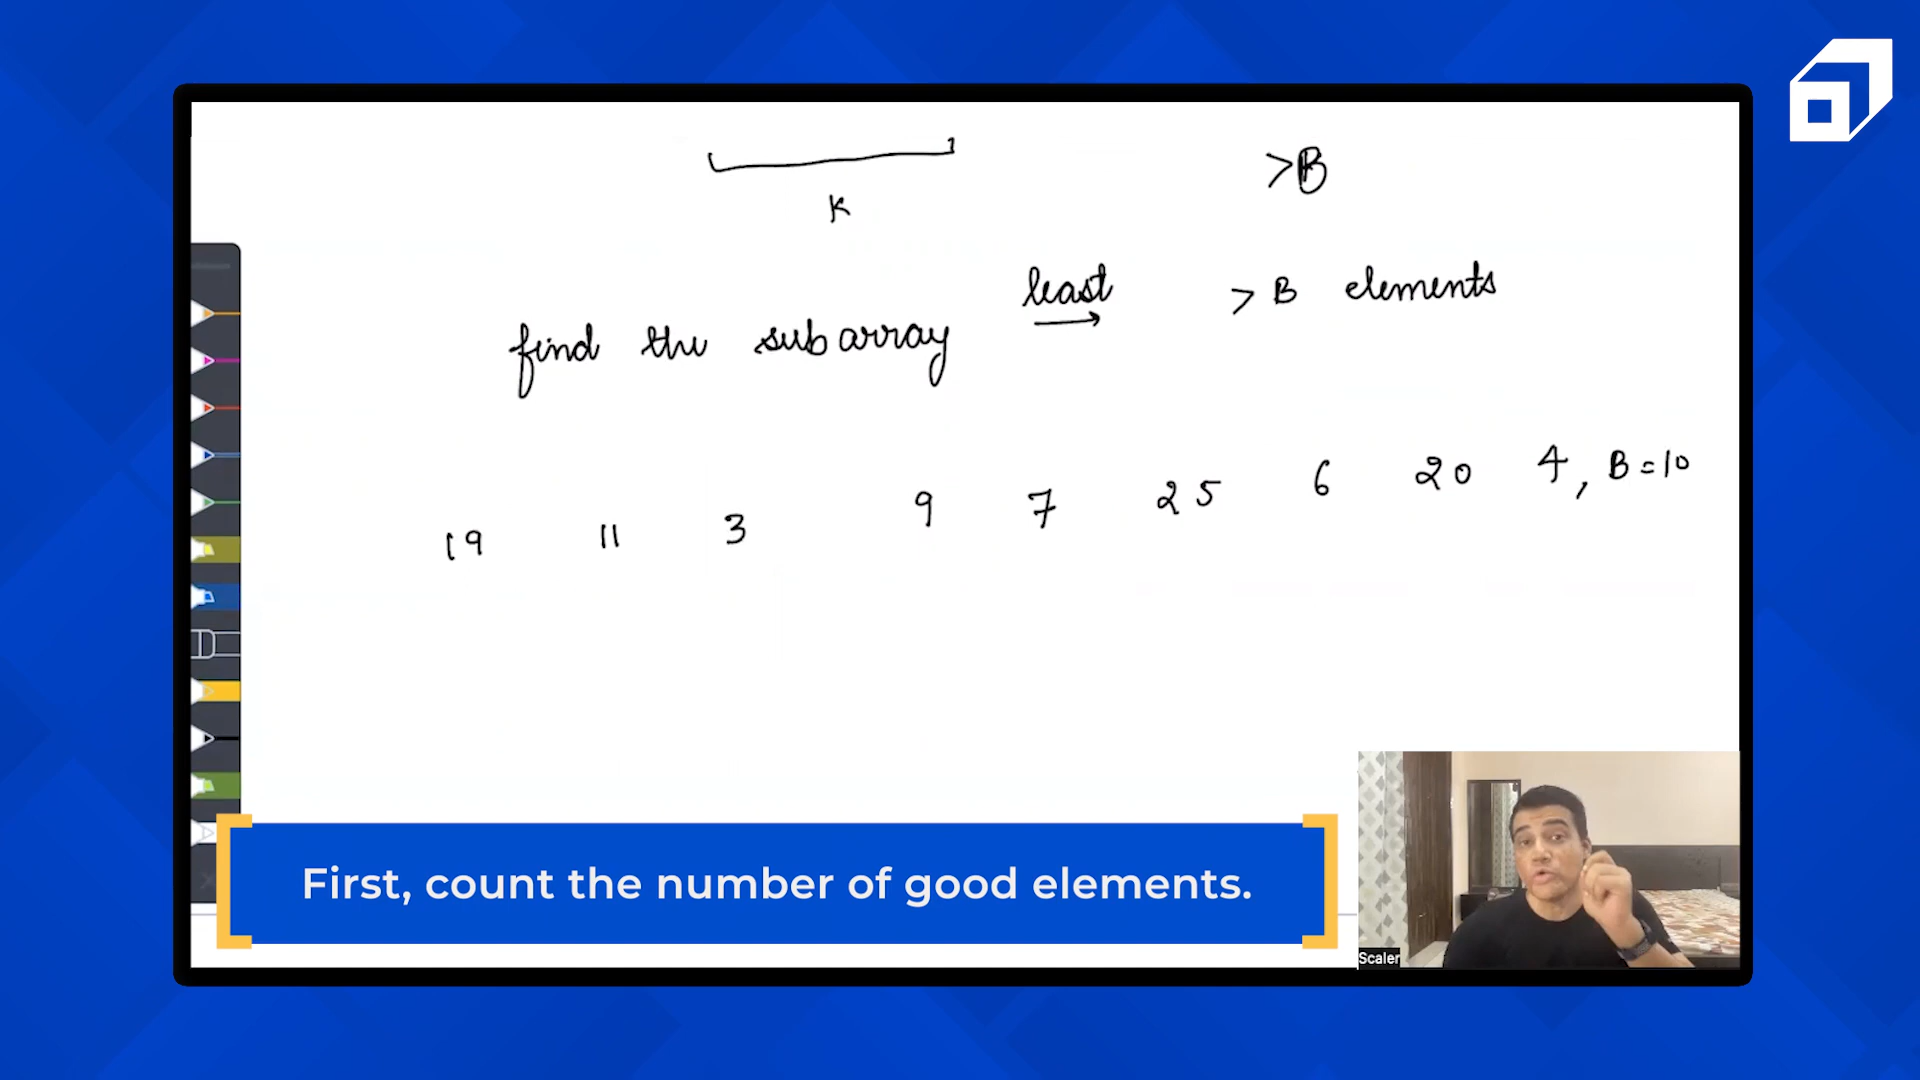 K
>B
least > B elements
find the subarray
19 11 3 9 7 25 6 20 4, B=10
First, count the number of good elements.
Scaler